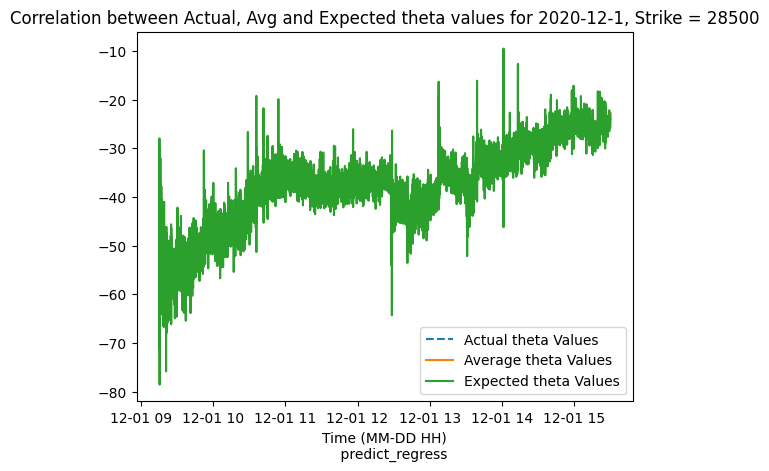 Correlation between Actual, Avg and Expected theta values for 2020-12-1, Strike = 28500
−10
−20
−30
−40
−50
−60
−70
−80
Actual theta Values
Average theta Values
Expected theta Values
12-01 09 12-01 10 12-01 11 12-01 12 12-01 13 12-01 14 12-01 15
Time (MM-DD HH)
predict_regress